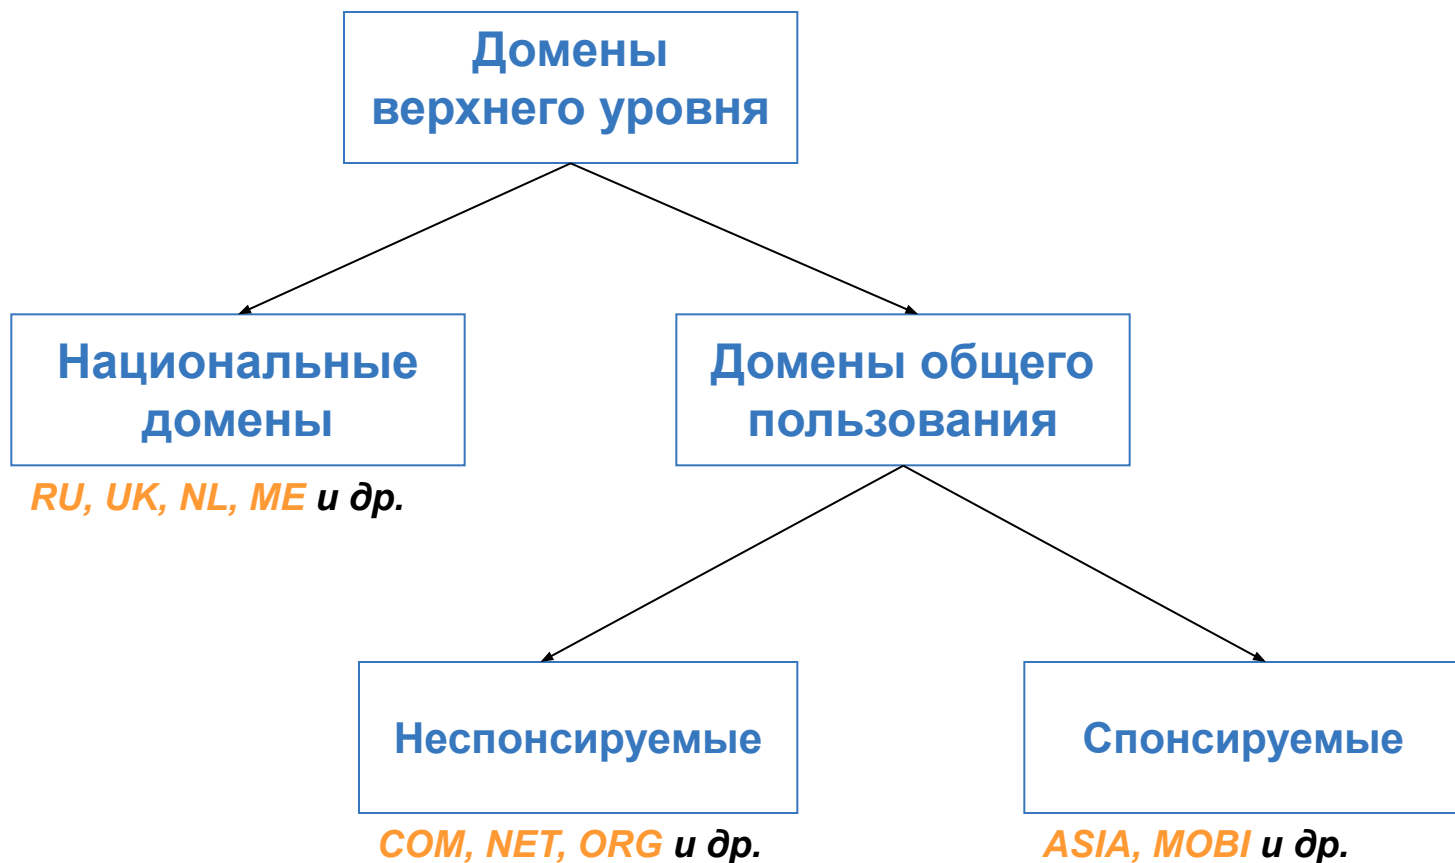 Домены
верхнего уровня
Национальные
домены
Домены общего
пользования
RU, UK, NL, ME и др.
Неспонсируемые
Спонсируемые
COM, NET, ORG и др.
ASIA, MOBI и др.